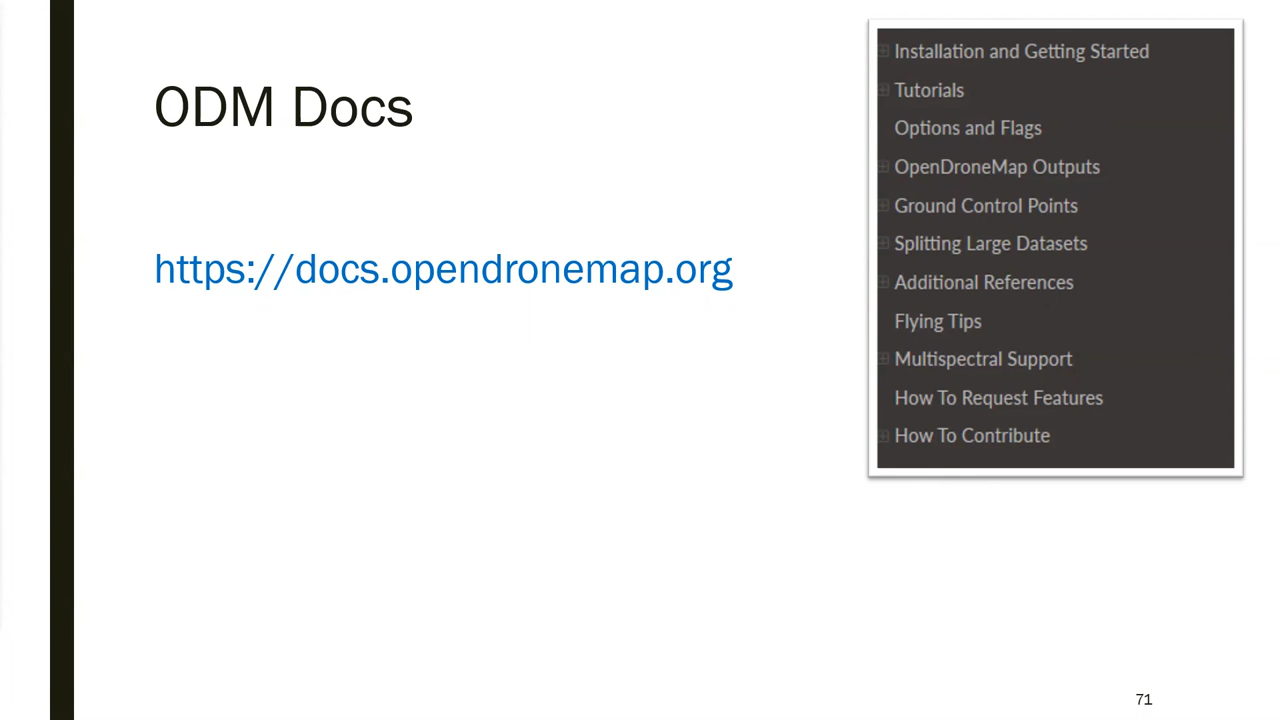 ODM Docs
https://docs.opendronemap.org
Installation and Getting Started
Tutorials
Options and Flags
OpenDroneMap Outputs
Ground Control Points
Splitting Large Datasets
Additional References
Flying Tips
Multispectral Support
How To Request Features
How To Contribute
71